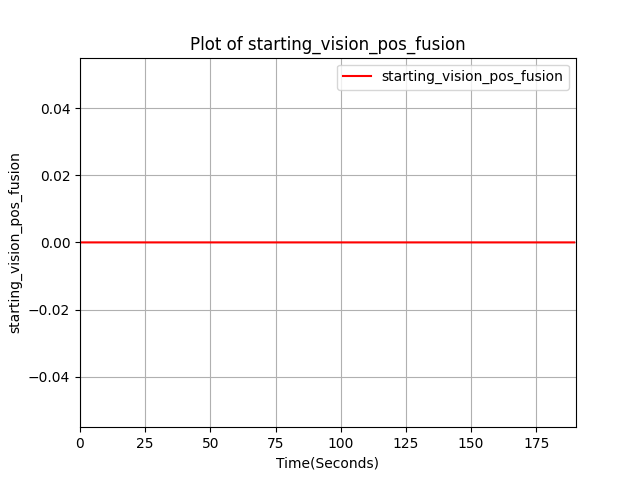 Plot of starting_vision_pos_fusion
starting_vision_pos_fusion
0.04
0.02
0.00
−0.02
−0.04
starting_vision_pos_fusion
0 25 50 75 100 125 150 175
Time(Seconds)